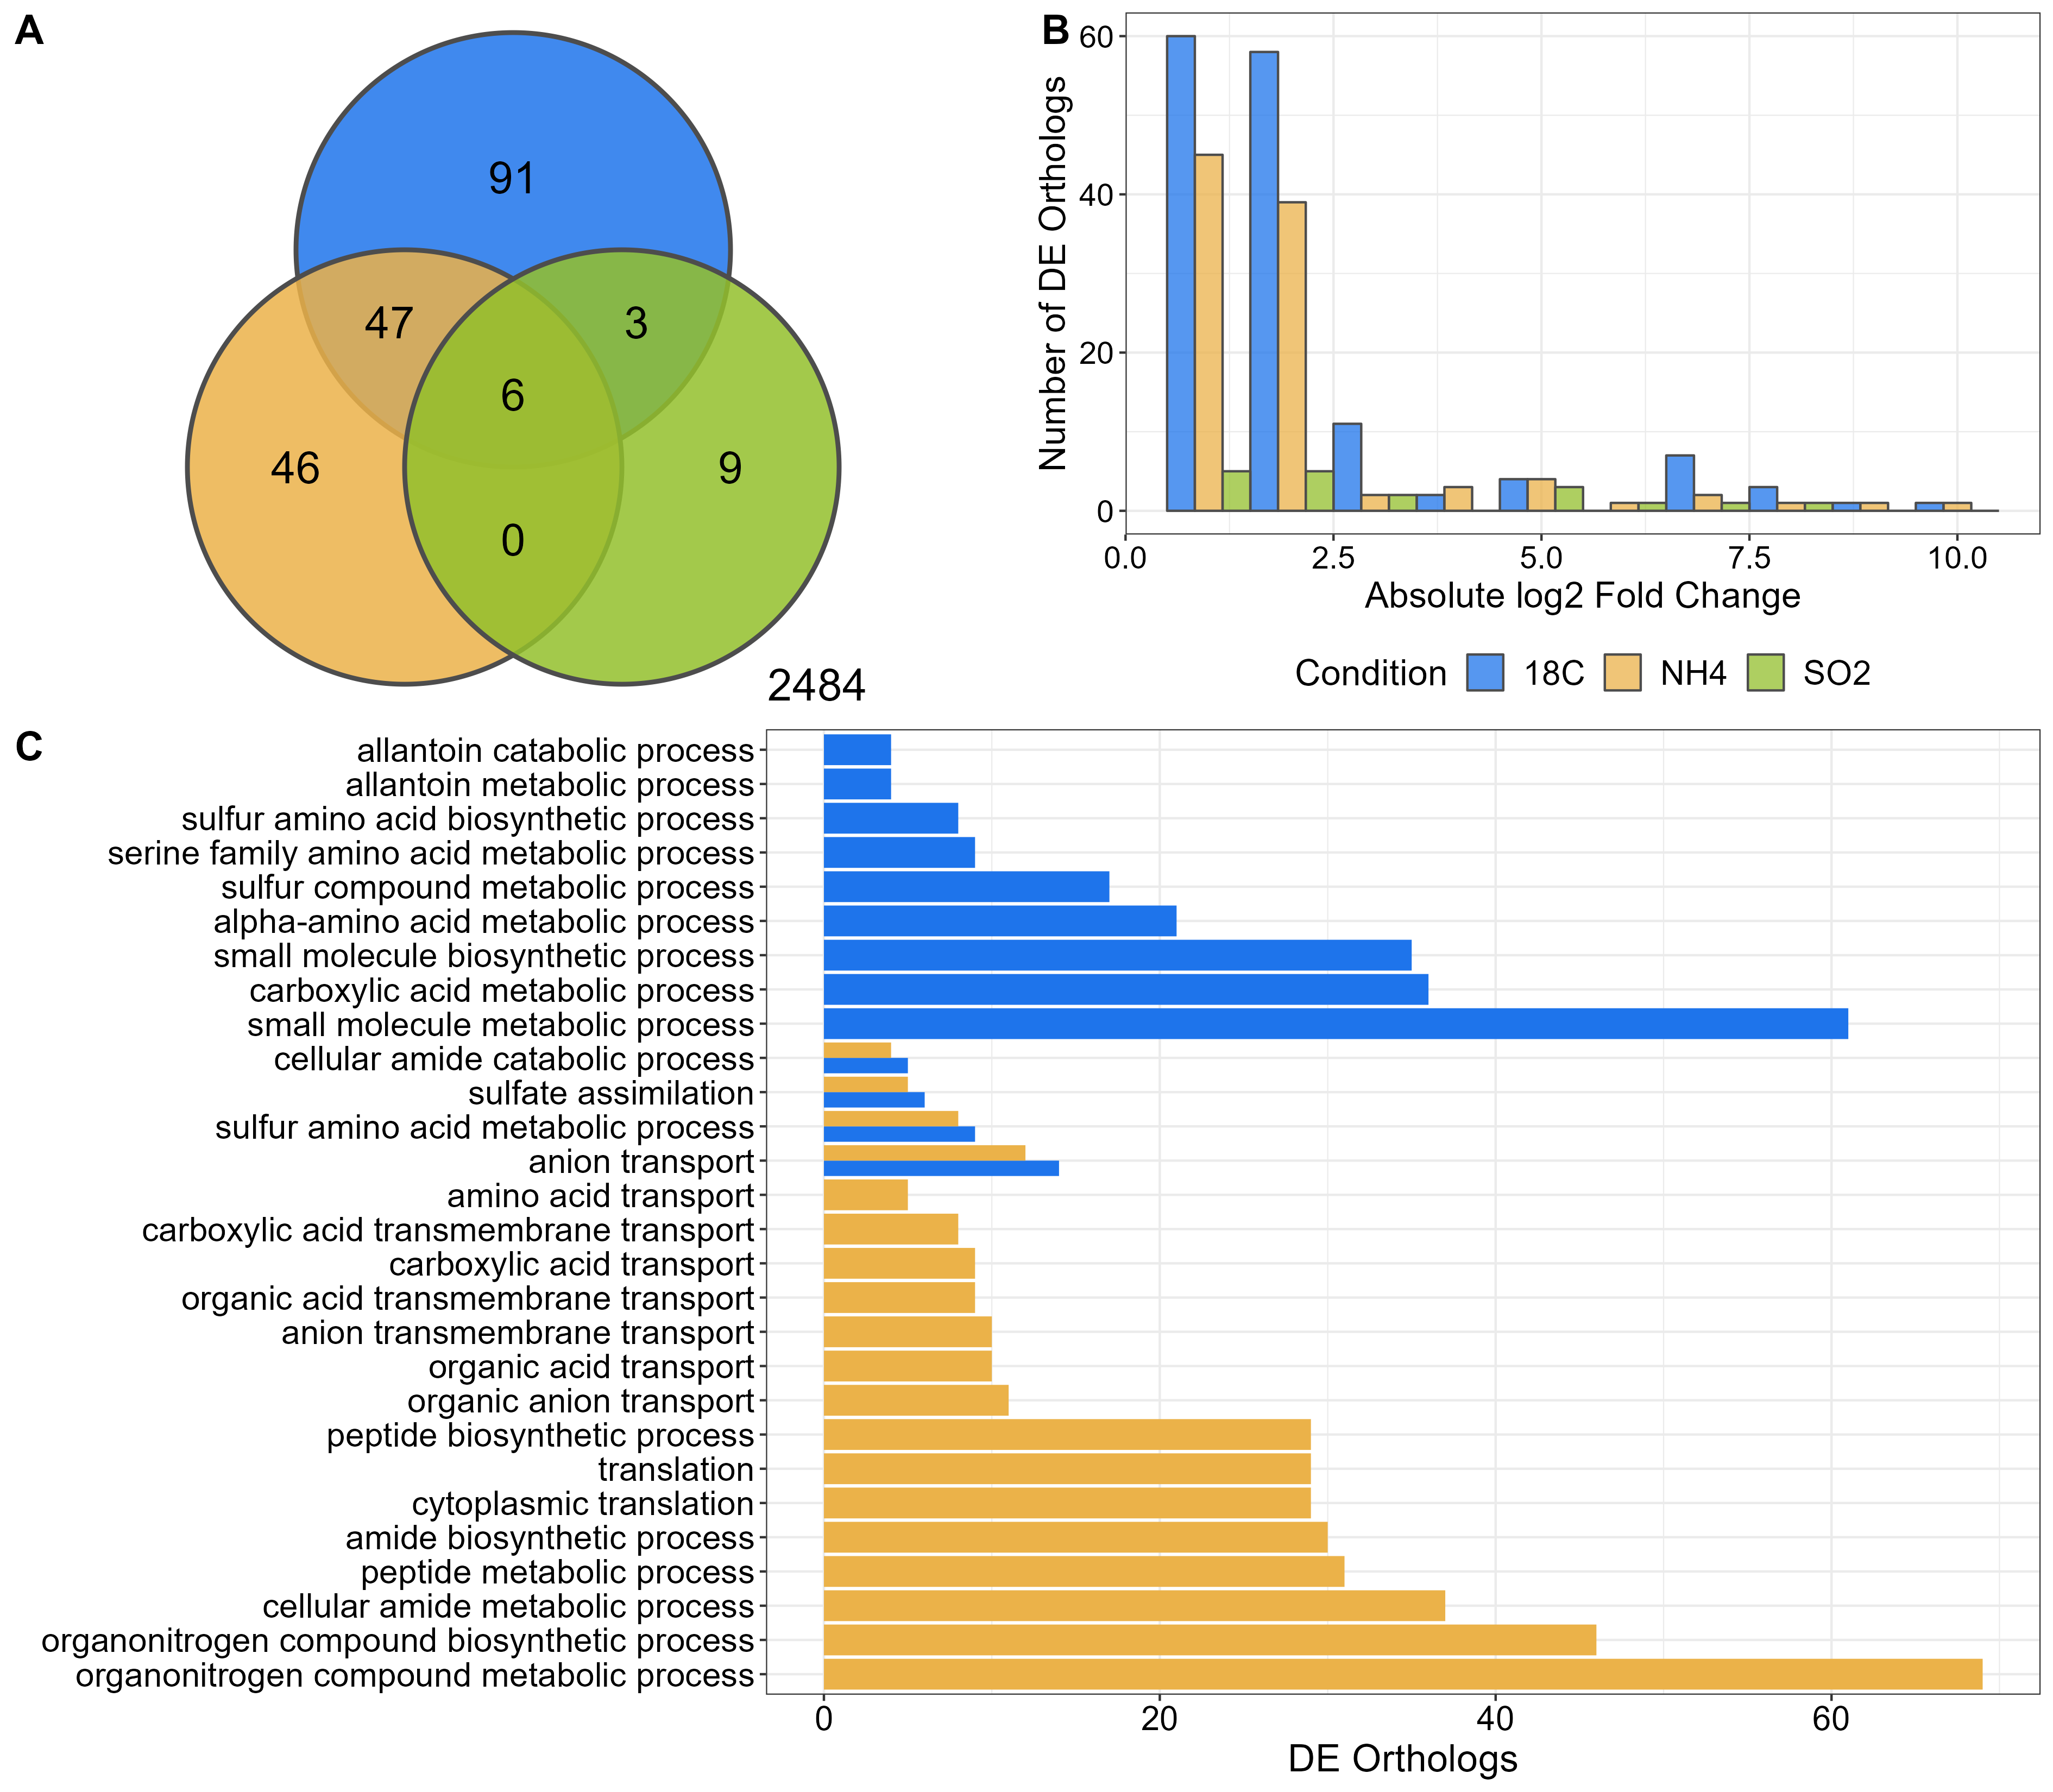 A
91
47
3
6
46
9
0
2484
B
Number of DE Orthologs
60
40
20
0
0.0 2.5 5.0 7.5 10.0
Absolute log2 Fold Change
Condition 18C NH4 SO2
C
allantoin catabolic process
allantoin metabolic process
sulfur amino acid biosynthetic process
serine family amino acid metabolic process
sulfur compound metabolic process
alpha-amino acid metabolic process
small molecule biosynthetic process
carboxylic acid metabolic process
small molecule metabolic process
cellular amide catabolic process
sulfate assimilation
sulfur amino acid metabolic process
anion transport
amino acid transport
carboxylic acid transmembrane transport
carboxylic acid transport
organic acid transmembrane transport
anion transmembrane transport
organic acid transport
organic anion transport
peptide biosynthetic process
translation
cytoplasmic translation
amide biosynthetic process
peptide metabolic process
cellular amide metabolic process
organonitrogen compound biosynthetic process
organonitrogen compound metabolic process
0 20 40 60
DE Orthologs